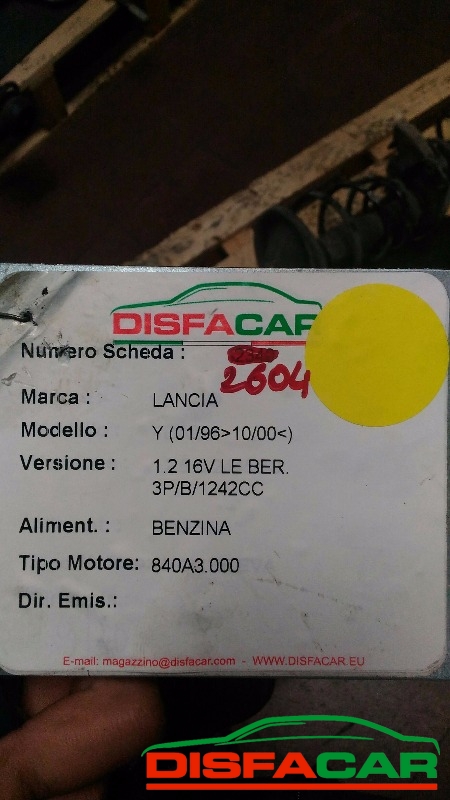 DISFACAR
Numero Scheda :
2604
Marca : LANCIA
Modello : Y (01/96>10/00<)
Versione : 1.2 16V LE BER.
3P/B/1242CC
Aliment. : BENZINA
Tipo Motore: 840A3.000
Dir. Emis.:
E-mail: magazzino@disfacar.com - WWW.DISFACAR.EU
DISFACAR